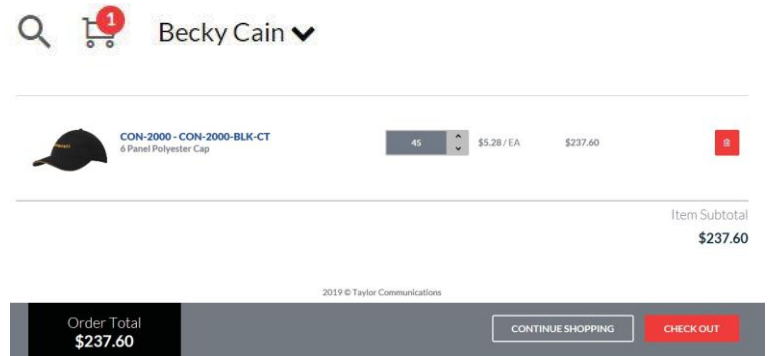 1
Becky Cain
CON-2000 - CON-2000-BLK-CT
6 Panel Polyester Cap
45
$5.28 / EA
$237.60
Item Subtotal
$237.60
2019 © Taylor Communications
Order Total
$237.60
CONTINUE SHOPPING
CHECK OUT